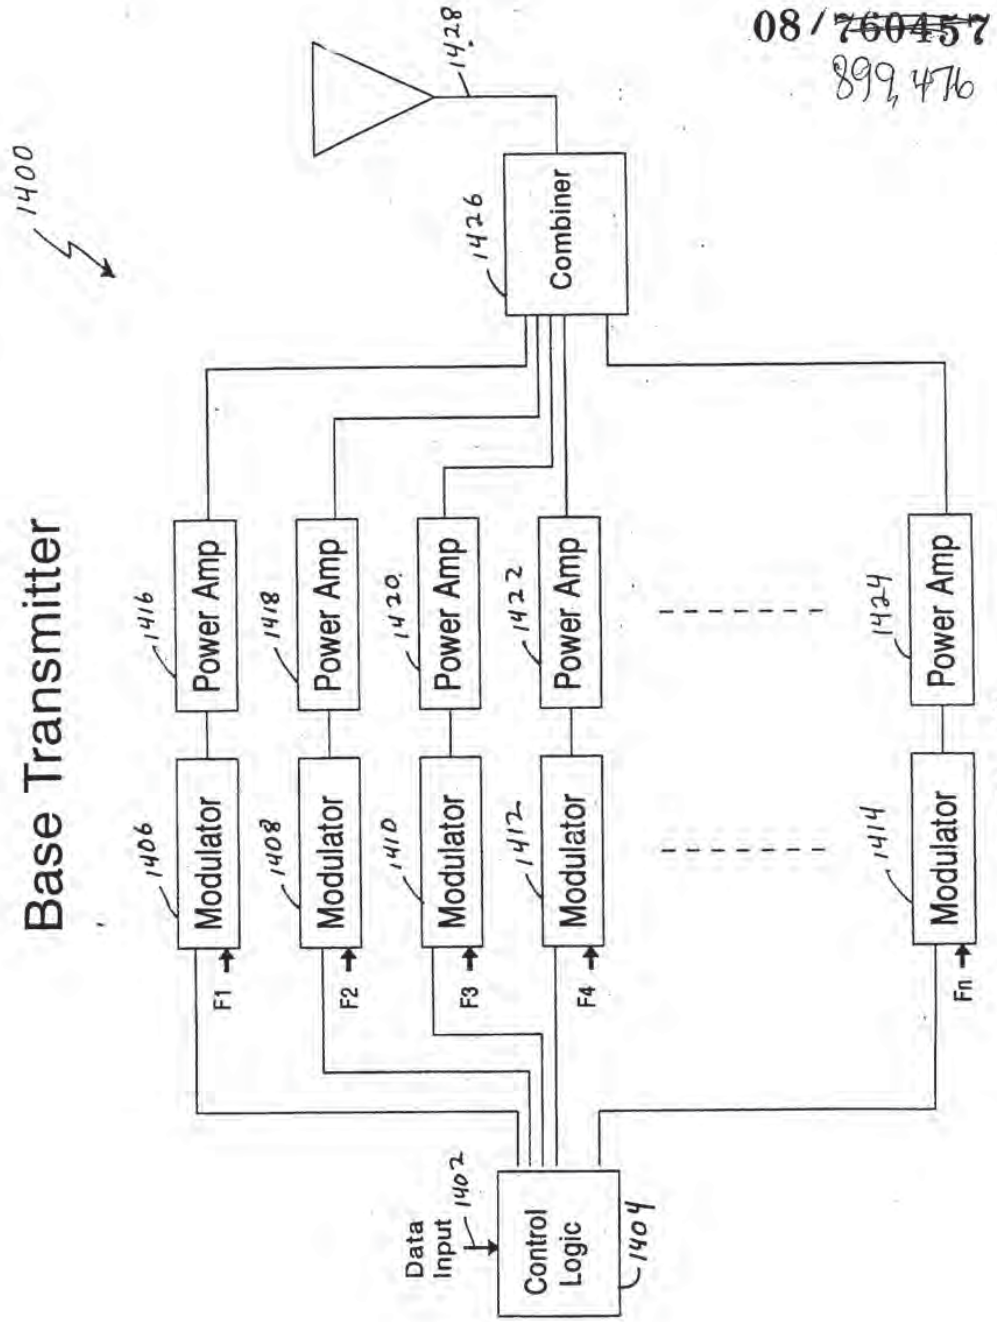 08/760457
899,476
Base Transmitter
1400
Data
Input
1402
Control
Logic
1404
F1
Modulator
1406
Power Amp
1416
F2
Modulator
1408
Power Amp
1418
F3
Modulator
1410
Power Amp
1420
F4
Modulator
1412
Power Amp
1422
Fn
Modulator
1414
Power Amp
1424
Combiner
1426
1428